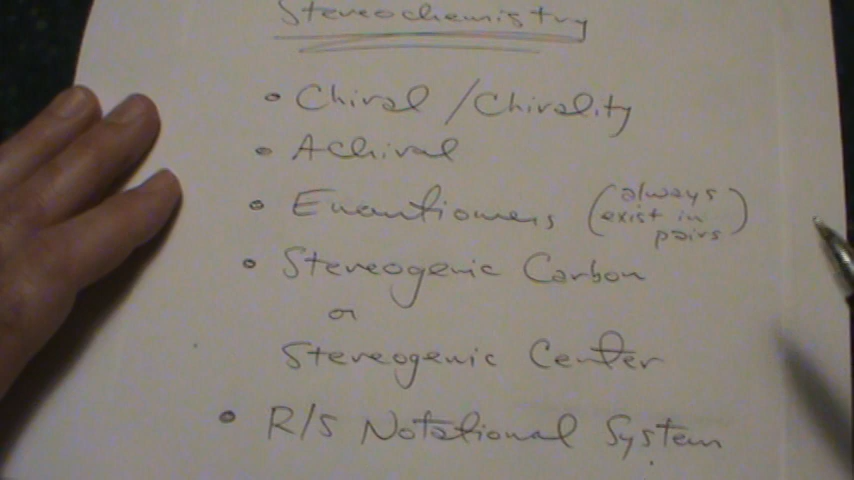 Stereochemistry
• Chiral / Chirality
• Achiral
• Enantiomers (always exist in pairs)
• Stereogenic Carbon
or
Stereogenic Center
• R/S Notational System